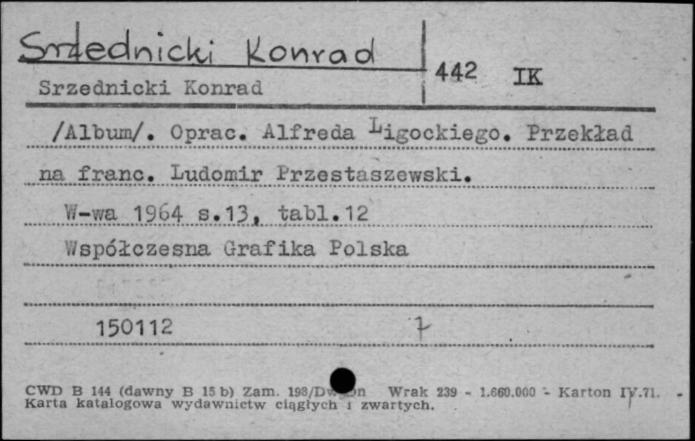 Srzednicki Konrad
442 IK
Srzednicki Konrad
/Album/. Oprac. Alfreda Ligockiego. Przekład
na franc. Ludomir Przestaszewski.
W-wa 1964 s.13, tabl.12
Współczesna Grafika Polska
150112 7
CWD B 144 (dawny B 15 b) Zam. 198/ Wrak 239 - 1.660.000 - Karton IV.71.
Karta katalogowa wydawnictw ciągłych i zwartych.